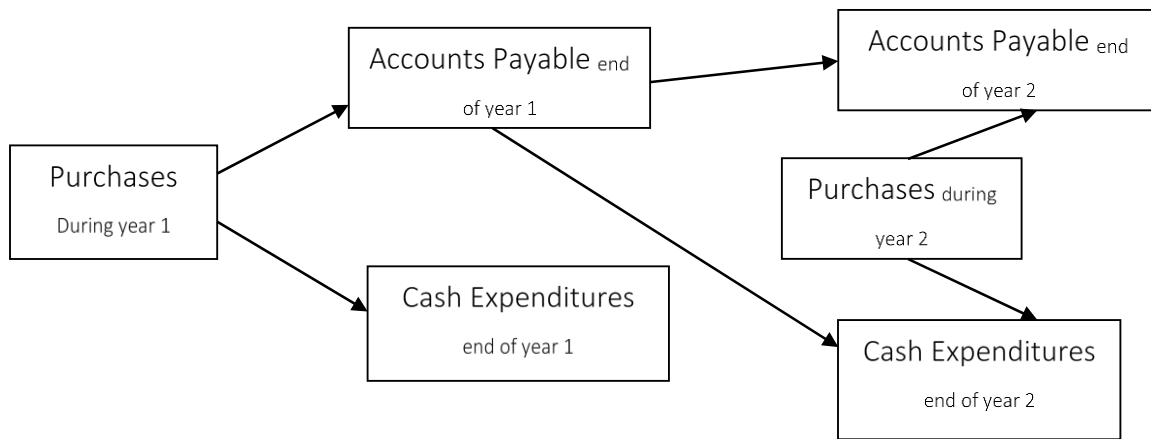 Purchases
During year 1
Accounts Payable end
of year 1
Cash Expenditures
end of year 1
Accounts Payable end
of year 2
Purchases during
year 2
Cash Expenditures
end of year 2